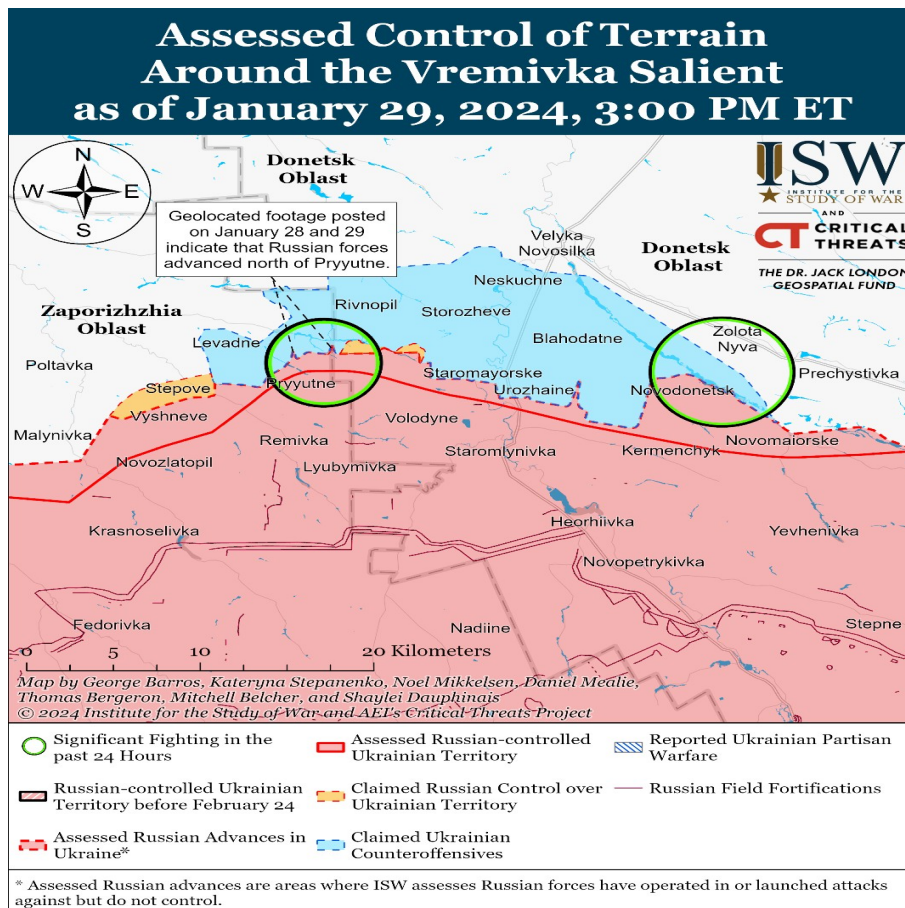 Assessed Control of Terrain
Around the Vremivka Salient
as of January 29, 2024, 3:00 PM ET
N
W
E
S
Donetsk
Oblast
ISW
INSTITUTE FOR THE
STUDY OF WAR
AND
CT CRITICAL
THREATS
THE DR. JACK LONDON
GEOSPATIAL FUND
Geolocated footage posted
on January 28 and 29
indicate that Russian forces
advanced north of Pryyutne.
Velyka
Novosilka
Donetsk
Oblast
Neskuchne
Zaporizhzhia
Oblast
Rivnopil
Storozheve
Blahodatne
Zolota
Nyva
Levadne
Poltavka
Prechystivka
Staromayorske
Pryyutne
Urozhaine
Novodonetsk
Stepove
Vyshneve
Volodyne
Malynivka
Remivka
Staromlynivka
Kermenchyk
Novomaiorske
Novozlatopil
Lyubymivka
Heorhiivka
Krasnoselivka
Yevhenivka
Novopetrykivka
Fedorivka
Nadiine
Stepne
0 5 10 20 Kilometers
Map by George Barros, Kateryna Stepanenko, Noel Mikkelsen, Daniel Mealie,
Thomas Bergeron, Mitchell Belcher, and Shaylei Dauphinais
© 2024 Institute for the Study of War and AEI's Critical Threats Project
Significant Fighting in the
past 24 Hours
Assessed Russian-controlled
Ukrainian Territory
Reported Ukrainian Partisan
Warfare
Russian-controlled Ukrainian
Territory before February 24
Claimed Russian Control over
Ukrainian Territory
Russian Field Fortifications
Assessed Russian Advances in
Ukraine*
Claimed Ukrainian
Counteroffensives
* Assessed Russian advances are areas where ISW assesses Russian forces have operated in or launched attacks
against but do not control.